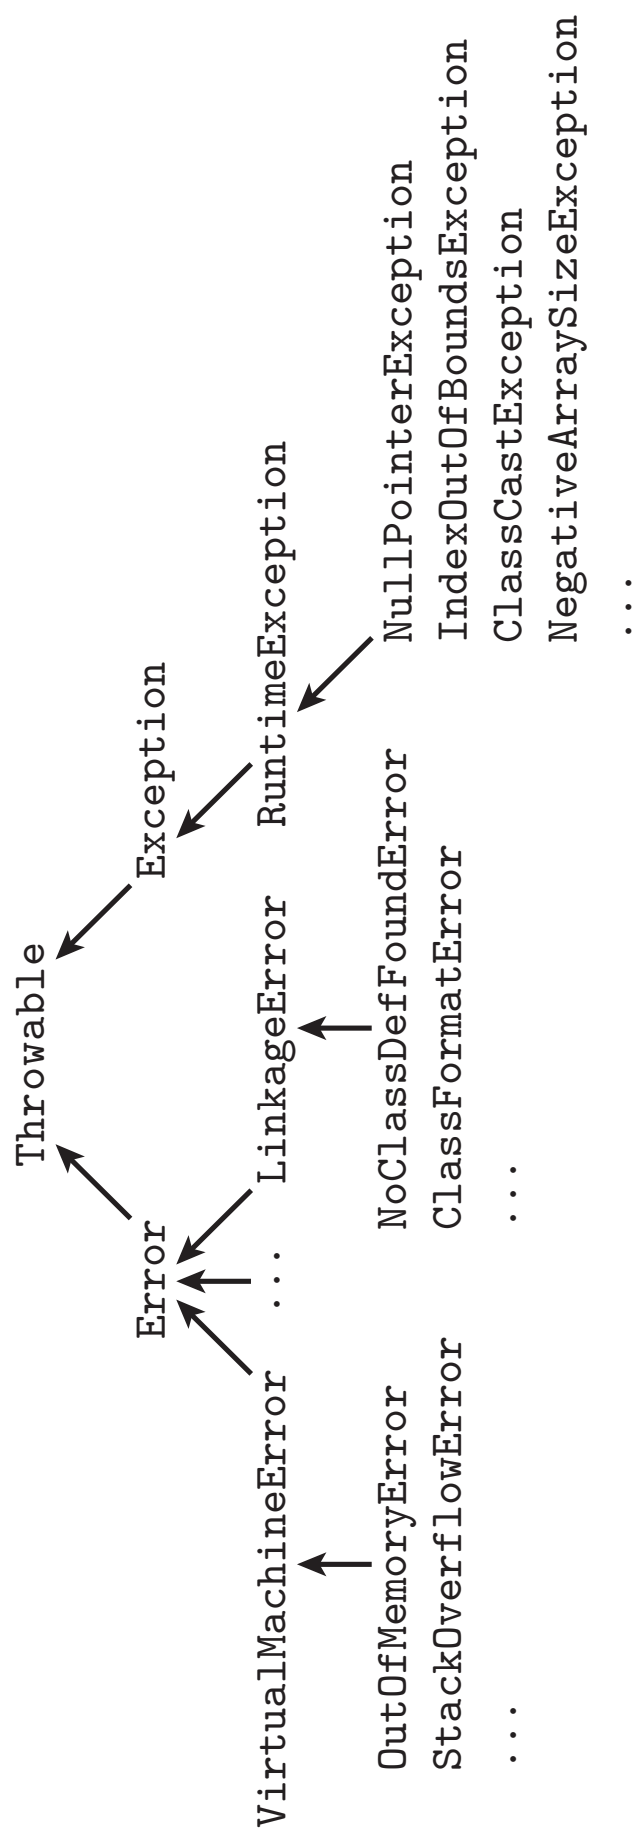 Throwable
Error
Exception
VirtualMachineError
...
LinkageError
RuntimeException
OutOfMemoryError
StackOverflowError
...
NoClassDefFoundError
ClassFormatError
...
NullPointerException
IndexOutOfBoundsException
ClassCastException
NegativeArraySizeException
...